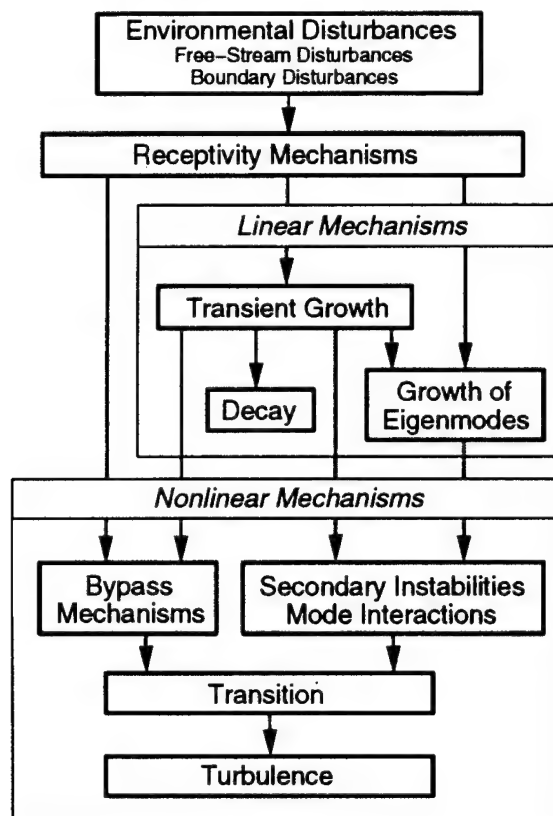 Environmental Disturbances
Free-Stream Disturbances
Boundary Disturbances
Receptivity Mechanisms
Linear Mechanisms
Transient Growth
Decay
Growth of
Eigenmodes
Nonlinear Mechanisms
Bypass
Mechanisms
Secondary Instabilities
Mode Interactions
Transition
Turbulence